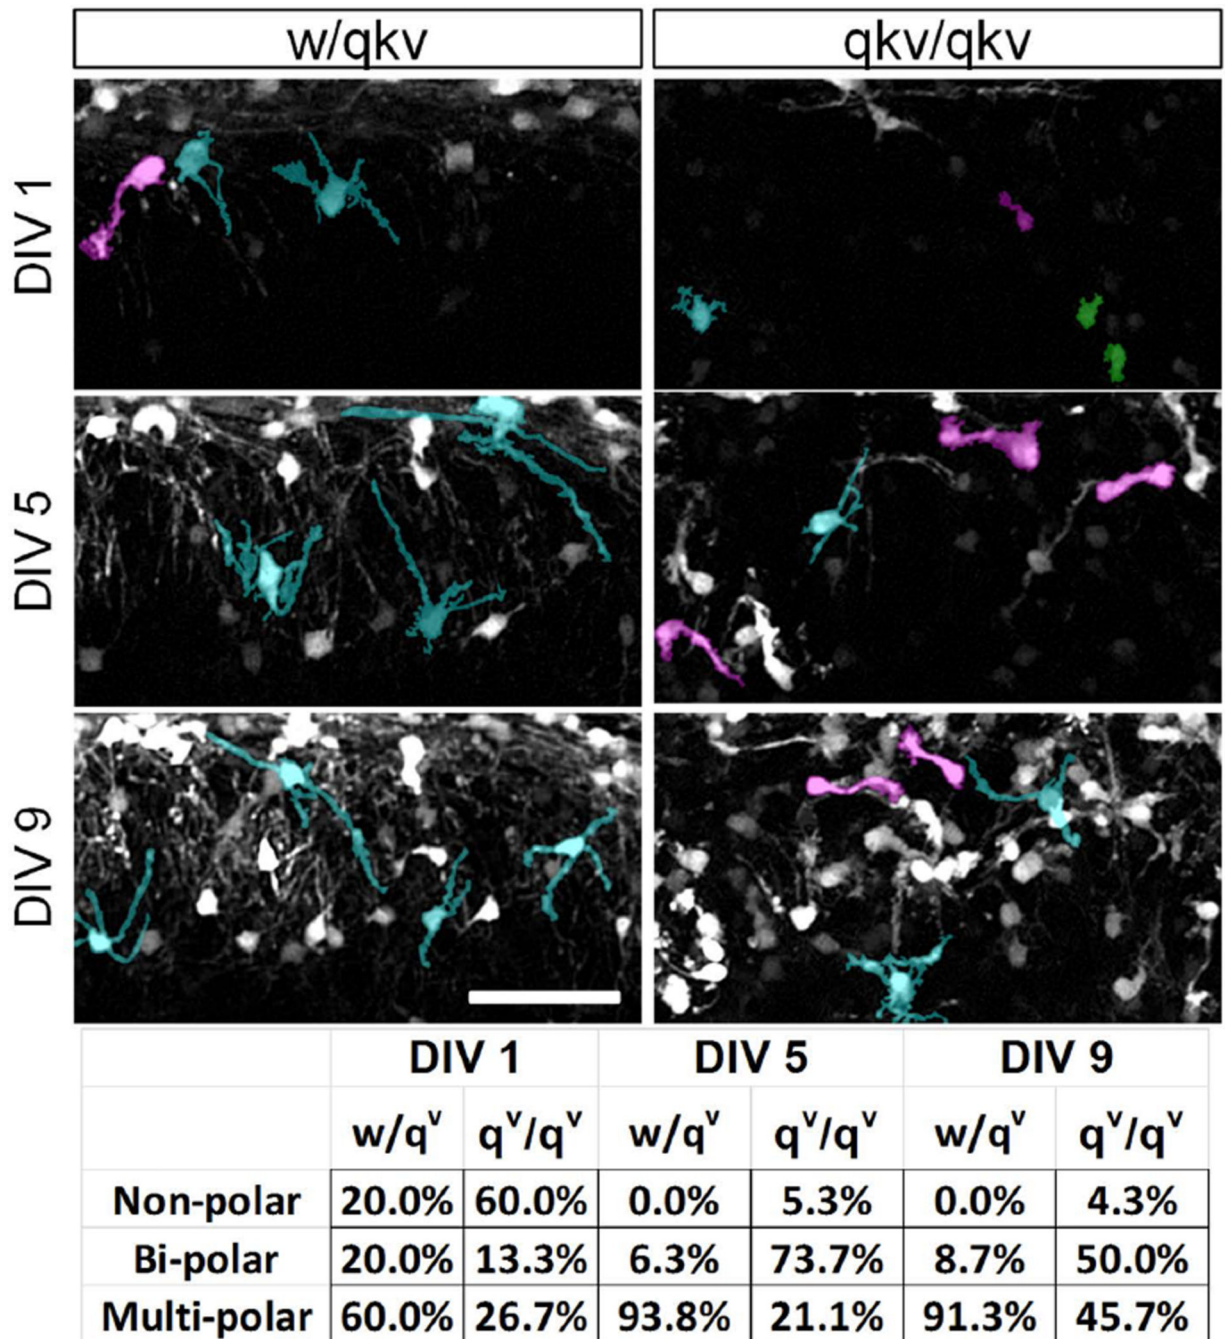 w/qkv qkv/qkv
DIV 1
DIV 5
DIV 9
DIV 1 DIV 5 DIV 9
w/qᵛ qᵛ/qᵛ w/qᵛ qᵛ/qᵛ w/qᵛ qᵛ/qᵛ
Non-polar 20.0% 60.0% 0.0% 5.3% 0.0% 4.3%
Bi-polar 20.0% 13.3% 6.3% 73.7% 8.7% 50.0%
Multi-polar 60.0% 26.7% 93.8% 21.1% 91.3% 45.7%